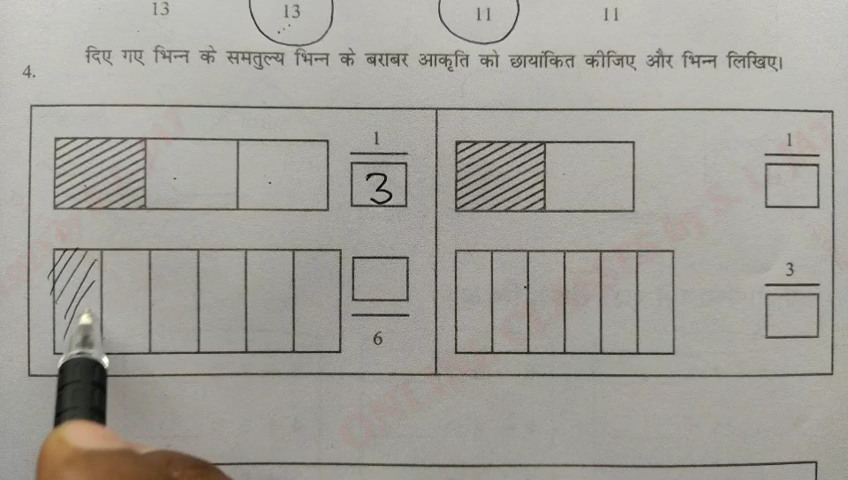 13 13 11 11
4. दिए गए भिन्न के समतुल्य भिन्न के बराबर आकृति को छायांकित कीजिए और भिन्न लिखिए।
1 1
3
3
6